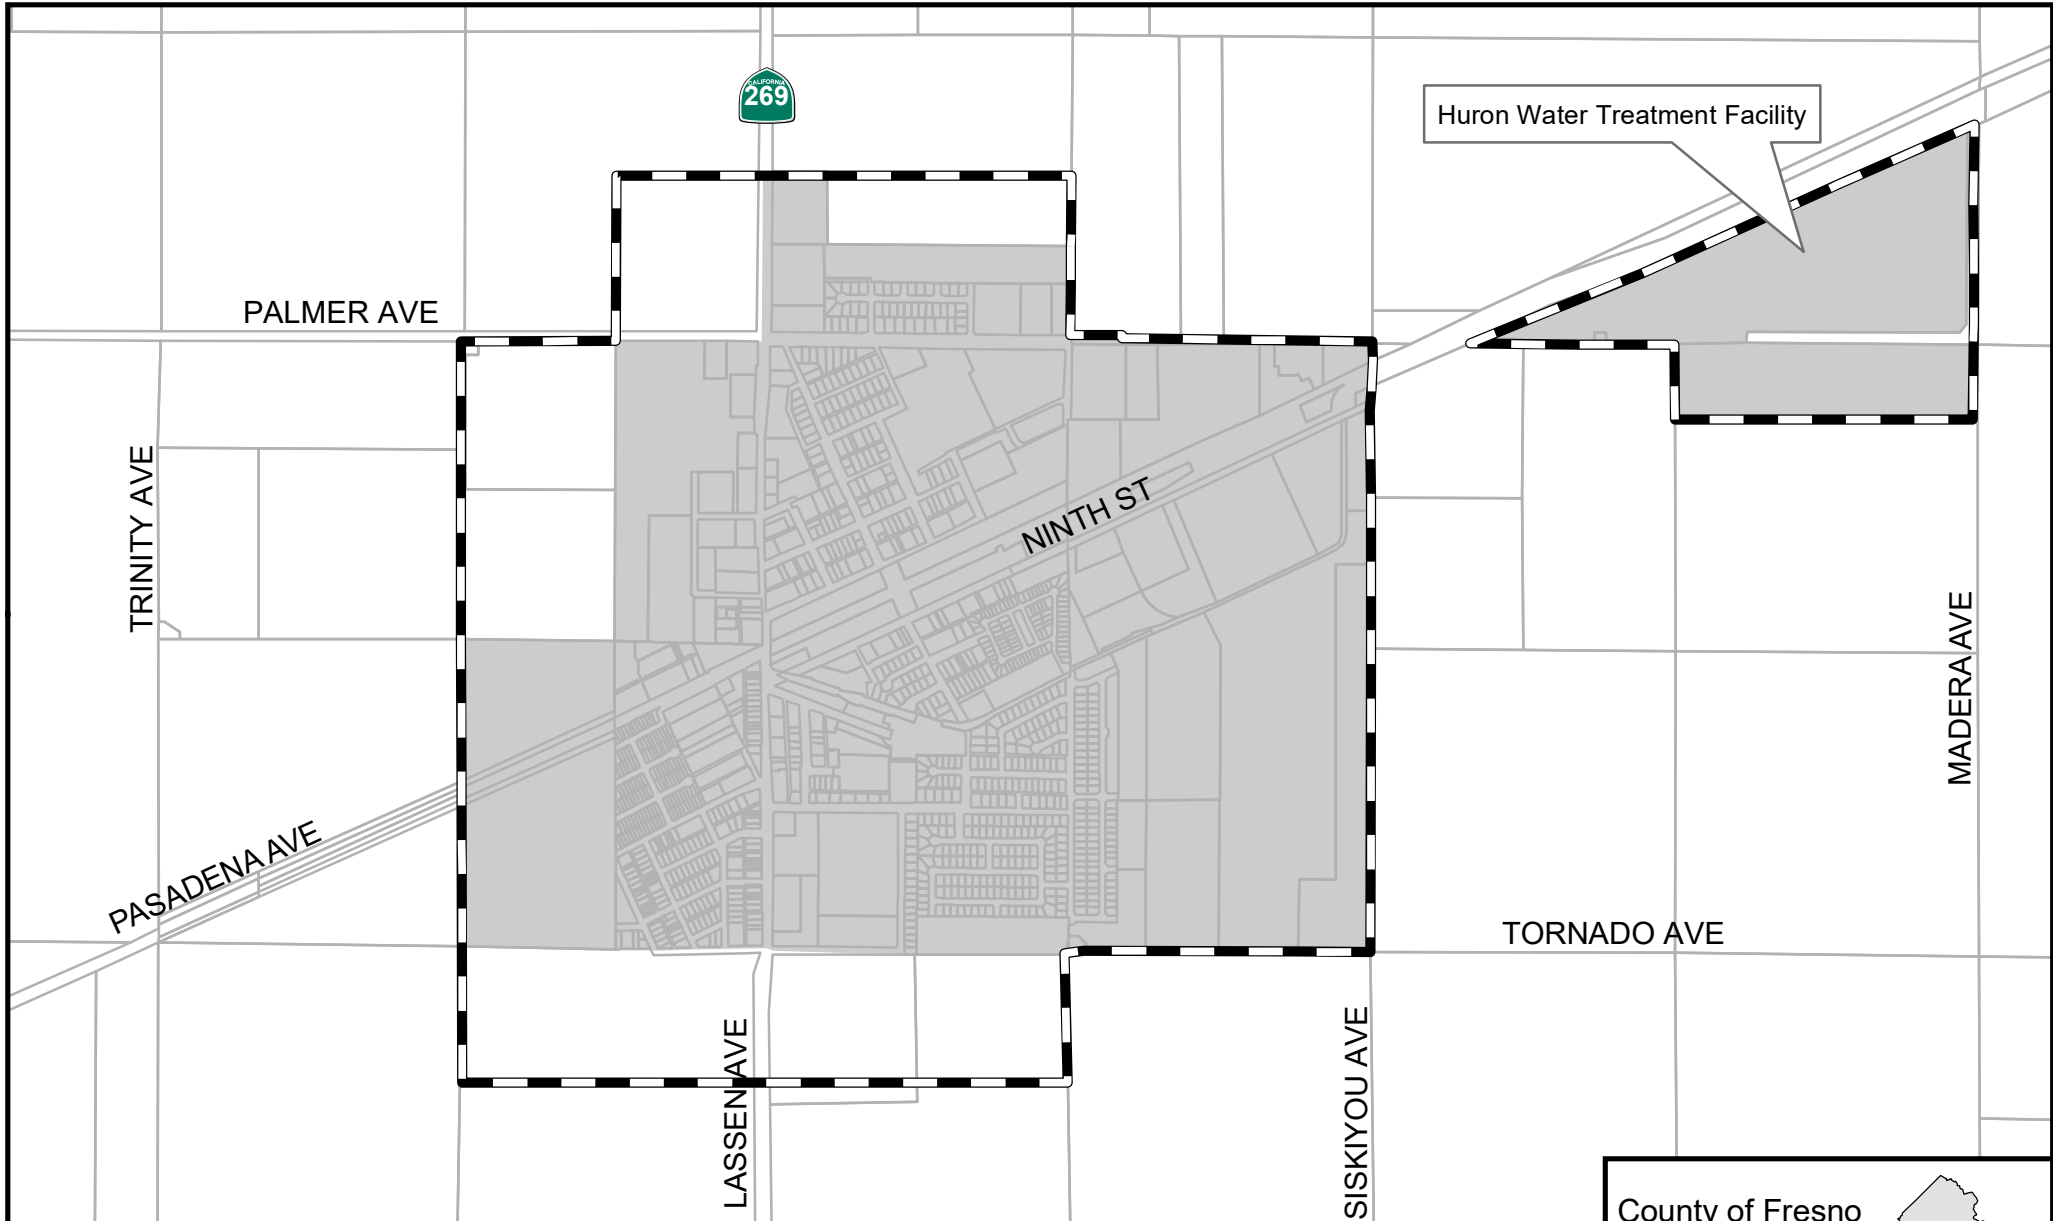 CALIFORNIA
269
Huron Water Treatment Facility
PALMER AVE
TRINITY AVE
NINTH ST
MADERA AVE
PASADENA AVE
TORNADO AVE
LASSEN AVE
SISKIYOU AVE
County of Fresno